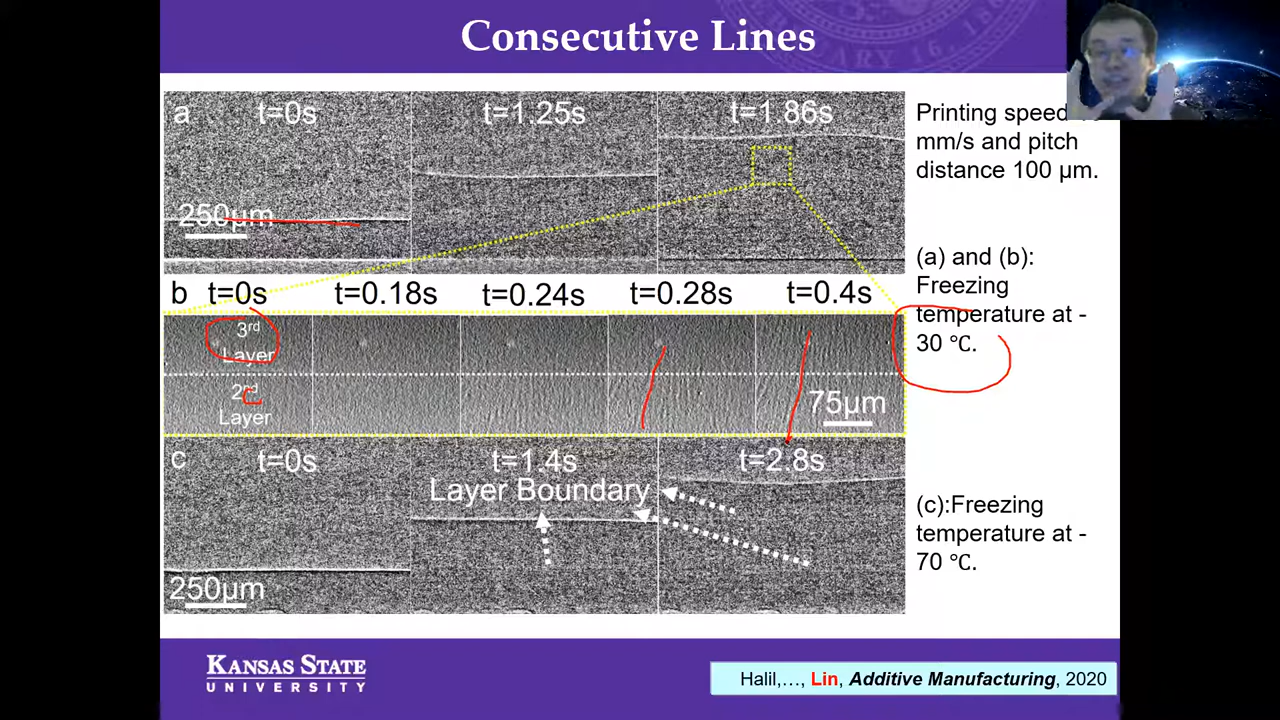 Consecutive Lines
a
t=0s
t=1.25s
t=1.86s
250µm
Printing speed
mm/s and pitch
distance 100 µm.
b
t=0s
t=0.18s
t=0.24s
t=0.28s
t=0.4s
3rd
Layer
2rd
Layer
75µm
(a) and (b):
Freezing
temperature at -
30 ℃.
c
t=0s
t=1.4s
t=2.8s
Layer Boundary
250µm
(c):Freezing
temperature at -
70 ℃.
KANSAS STATE
UNIVERSITY
Halil,…, Lin, Additive Manufacturing, 2020